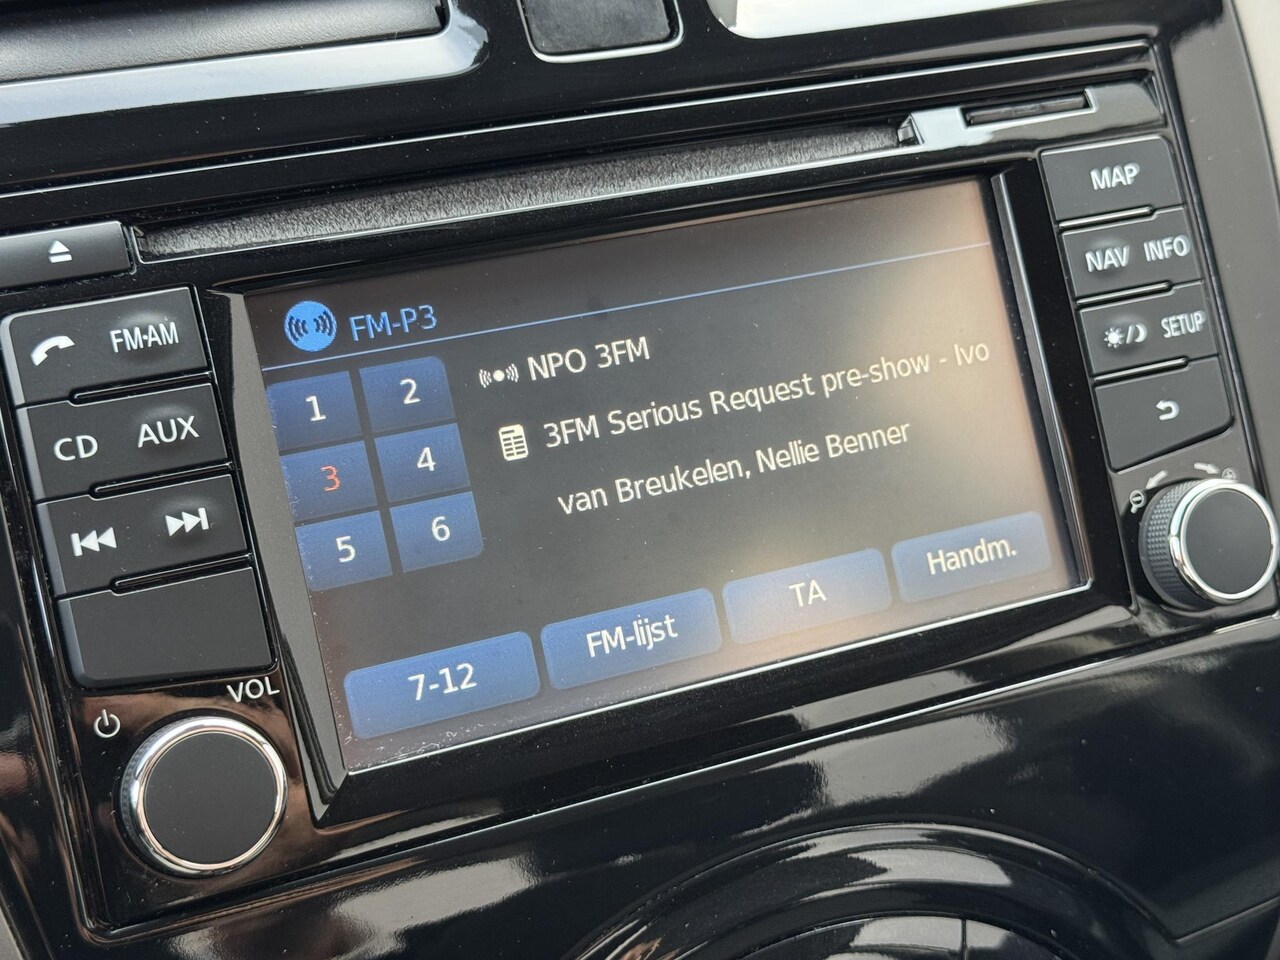 MAP
NAV INFO
SETUP
FM-AM
CD AUX
VOL
FM-P3
1 2
3 4
5 6
NPO 3FM
3FM Serious Request pre-show - Ivo
van Breukelen, Nellie Benner
7-12
FM-lijst
TA
Handm.